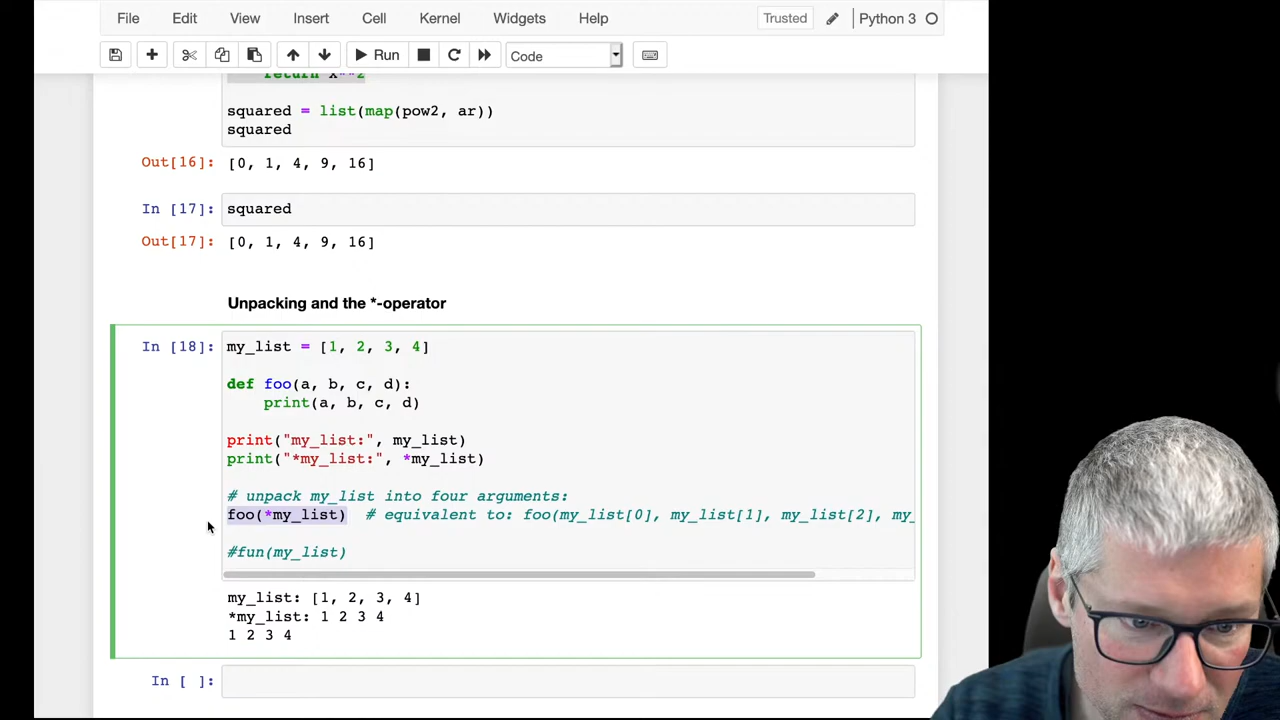 File Edit View Insert Cell Kernel Widgets Help Trusted Python 3
Run Code
return x**2
squared = list(map(pow2, ar))
squared
Out[16]: [0, 1, 4, 9, 16]
In [17]: squared
Out[17]: [0, 1, 4, 9, 16]
Unpacking and the *-operator
In [18]: my_list = [1, 2, 3, 4]
def foo(a, b, c, d):
print(a, b, c, d)
print("my_list:", my_list)
print("*my_list:", *my_list)
# unpack my_list into four arguments:
foo(*my_list) # equivalent to: foo(my_list[0], my_list[1], my_list[2], my_
#fun(my_list)
my_list: [1, 2, 3, 4]
*my_list: 1 2 3 4
1 2 3 4
In [ ]: